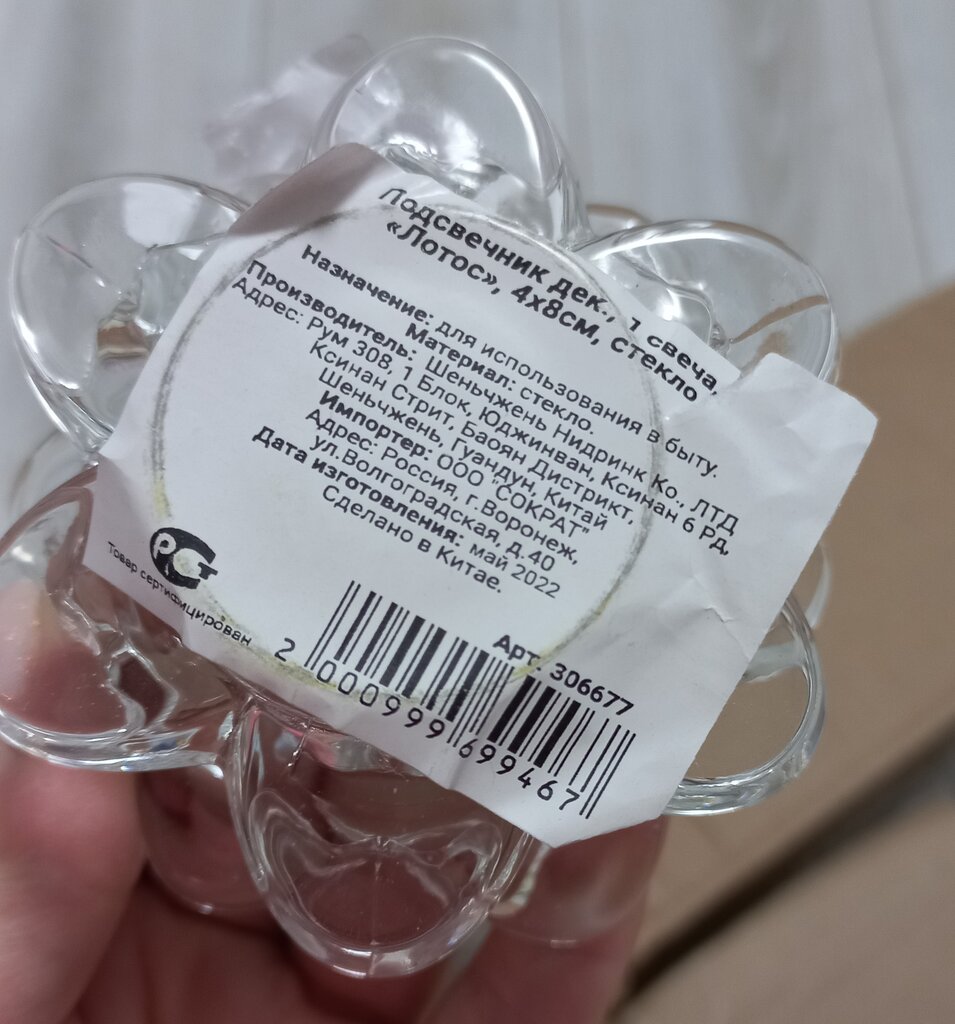 Подсвечник дек., 1 свеча,
«Лотос», 4х8см, стекло
Назначение: для использования в быту.
Материал: стекло.
Производитель: Шеньчжень Нидринк Ко., ЛТД
Адрес: Рум 308, 1 Блок, Юджинван, Ксинан 6 Рд,
Ксинан Стрит, Баоян Дистрикт,
Шеньчжень, Гуандун, Китай
Импортер: ООО "СОКРАТ"
Адрес: Россия, г. Воронеж,
ул.Волгоградская, д.40
Дата изготовления: май 2022
Сделано в Китае.
РСТ
Товар сертифицирован
Арт. 306677
2 000999 699467